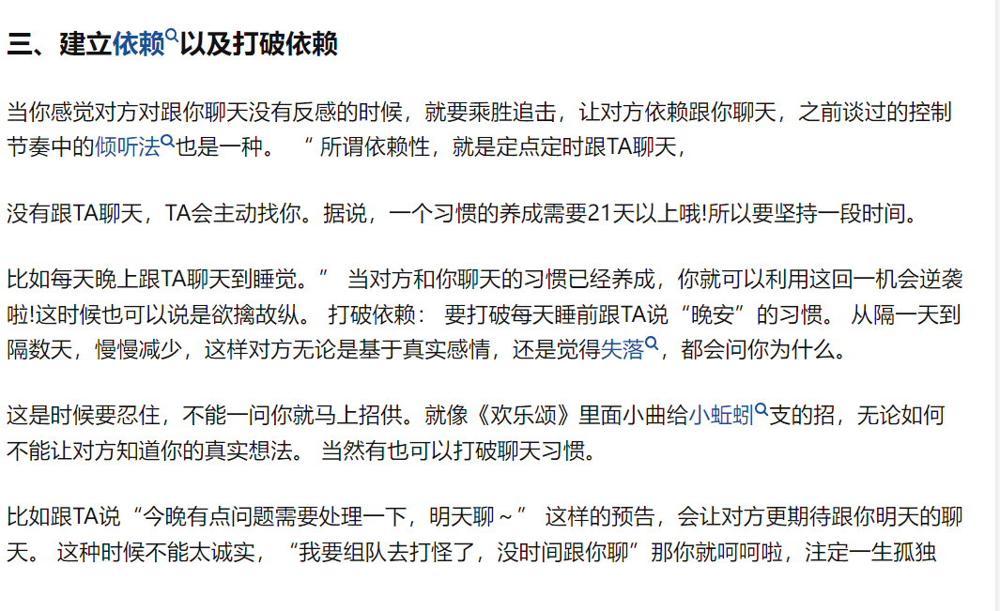 三、建立依赖以及打破依赖
当你感觉对方对跟你聊天没有反感的时候，就要乘胜追击，让对方依赖跟你聊天，之前谈过的控制
节奏中的倾听法也是一种。 “ 所谓依赖性，就是定点定时跟TA聊天，
没有跟TA聊天，TA会主动找你。据说，一个习惯的养成需要21天以上哦!所以要坚持一段时间。
比如每天晚上跟TA聊天到睡觉。” 当对方和你聊天的习惯已经养成，你就可以利用这回一机会逆袭
啦!这时候也可以说是欲擒故纵。 打破依赖： 要打破每天睡前跟TA说“晚安”的习惯。 从隔一天到
隔数天，慢慢减少，这样对方无论是基于真实感情，还是觉得失落，都会问你为什么。
这是时候要忍住，不能一问你就马上招供。就像《欢乐颂》里面小曲给小蚯蚓支的招，无论如何
不能让对方知道你的真实想法。 当然有也可以打破聊天习惯。
比如跟TA说“今晚有点问题需要处理一下，明天聊～” 这样的预告，会让对方更期待跟你明天的聊
天。 这种时候不能太诚实，“我要组队去打怪了，没时间跟你聊”那你就呵呵啦，注定一生孤独